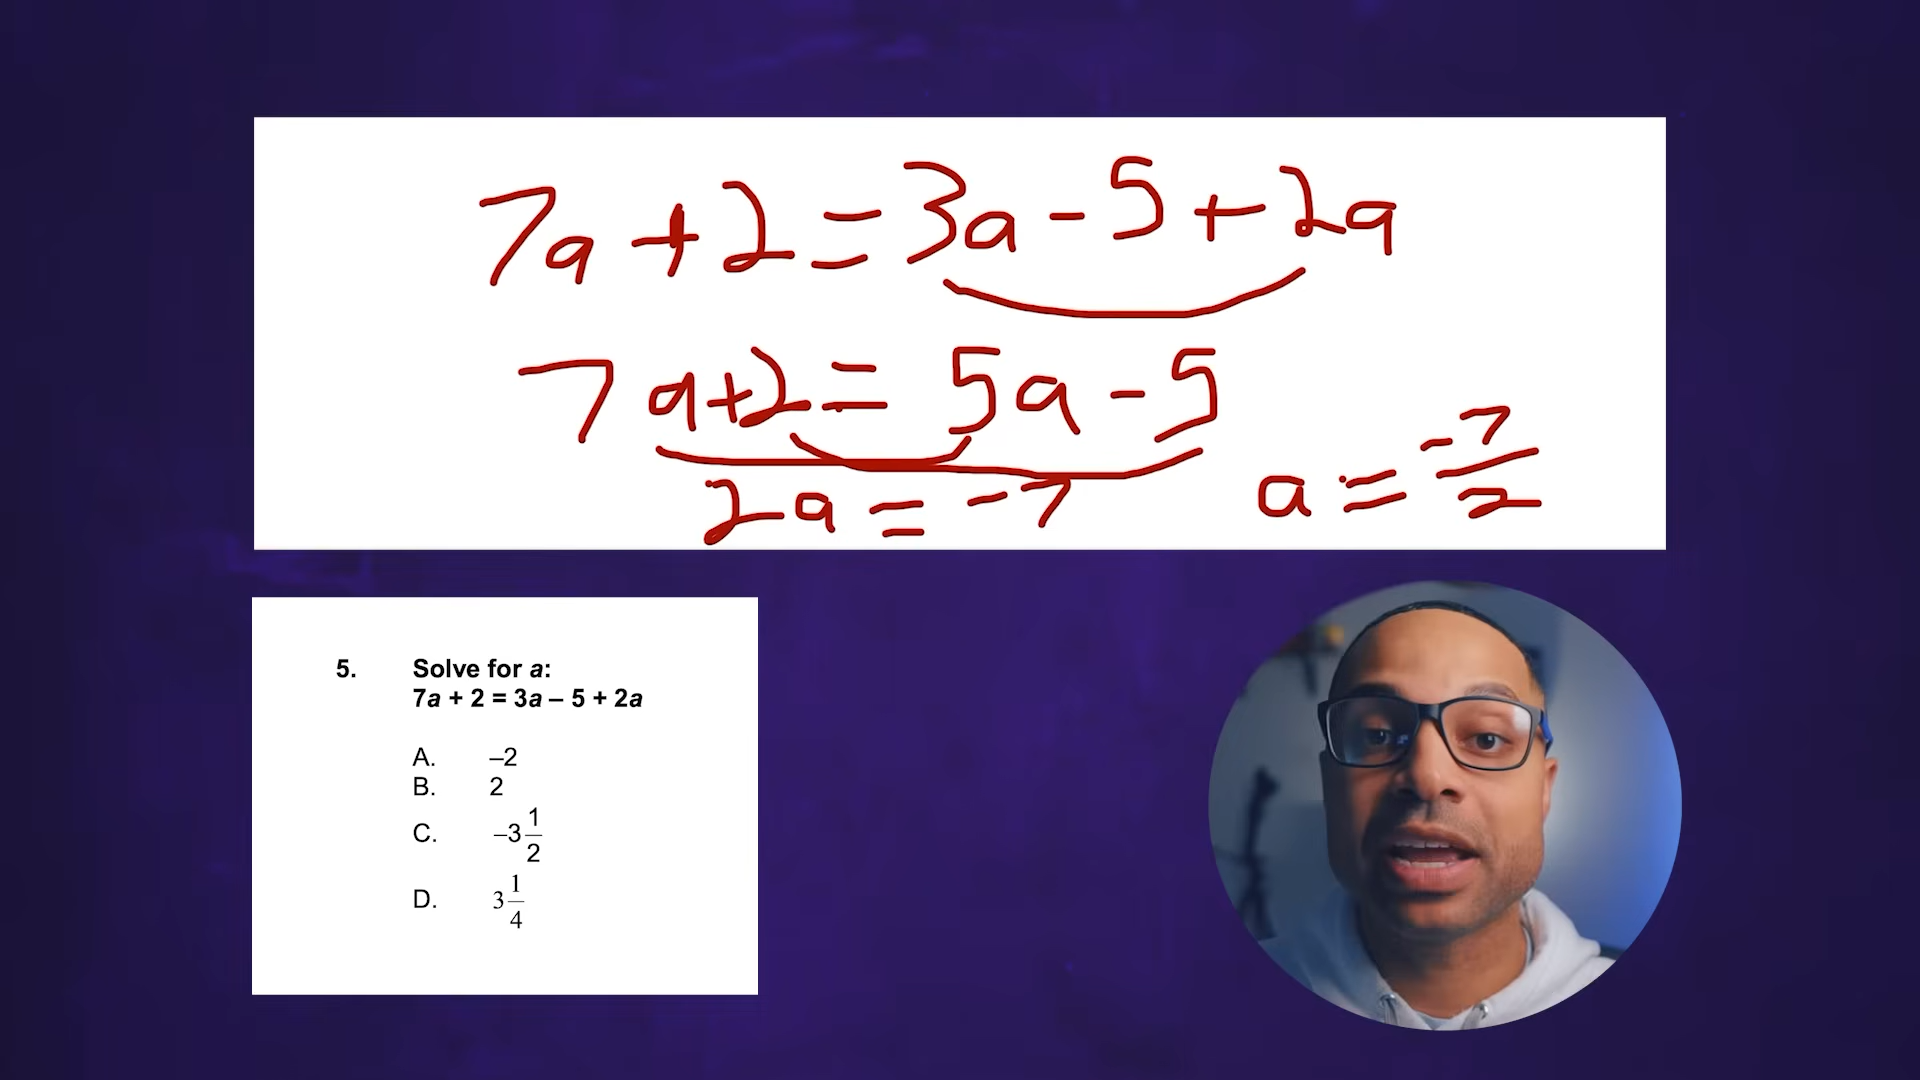 7a + 2 = 3a - 5 + 2a
7a + 2 = 5a - 5
2a = -7
a = -7/2
5. Solve for a:
7a + 2 = 3a – 5 + 2a
A. –2
B. 2
C. –3 1/2
D. 3 1/4